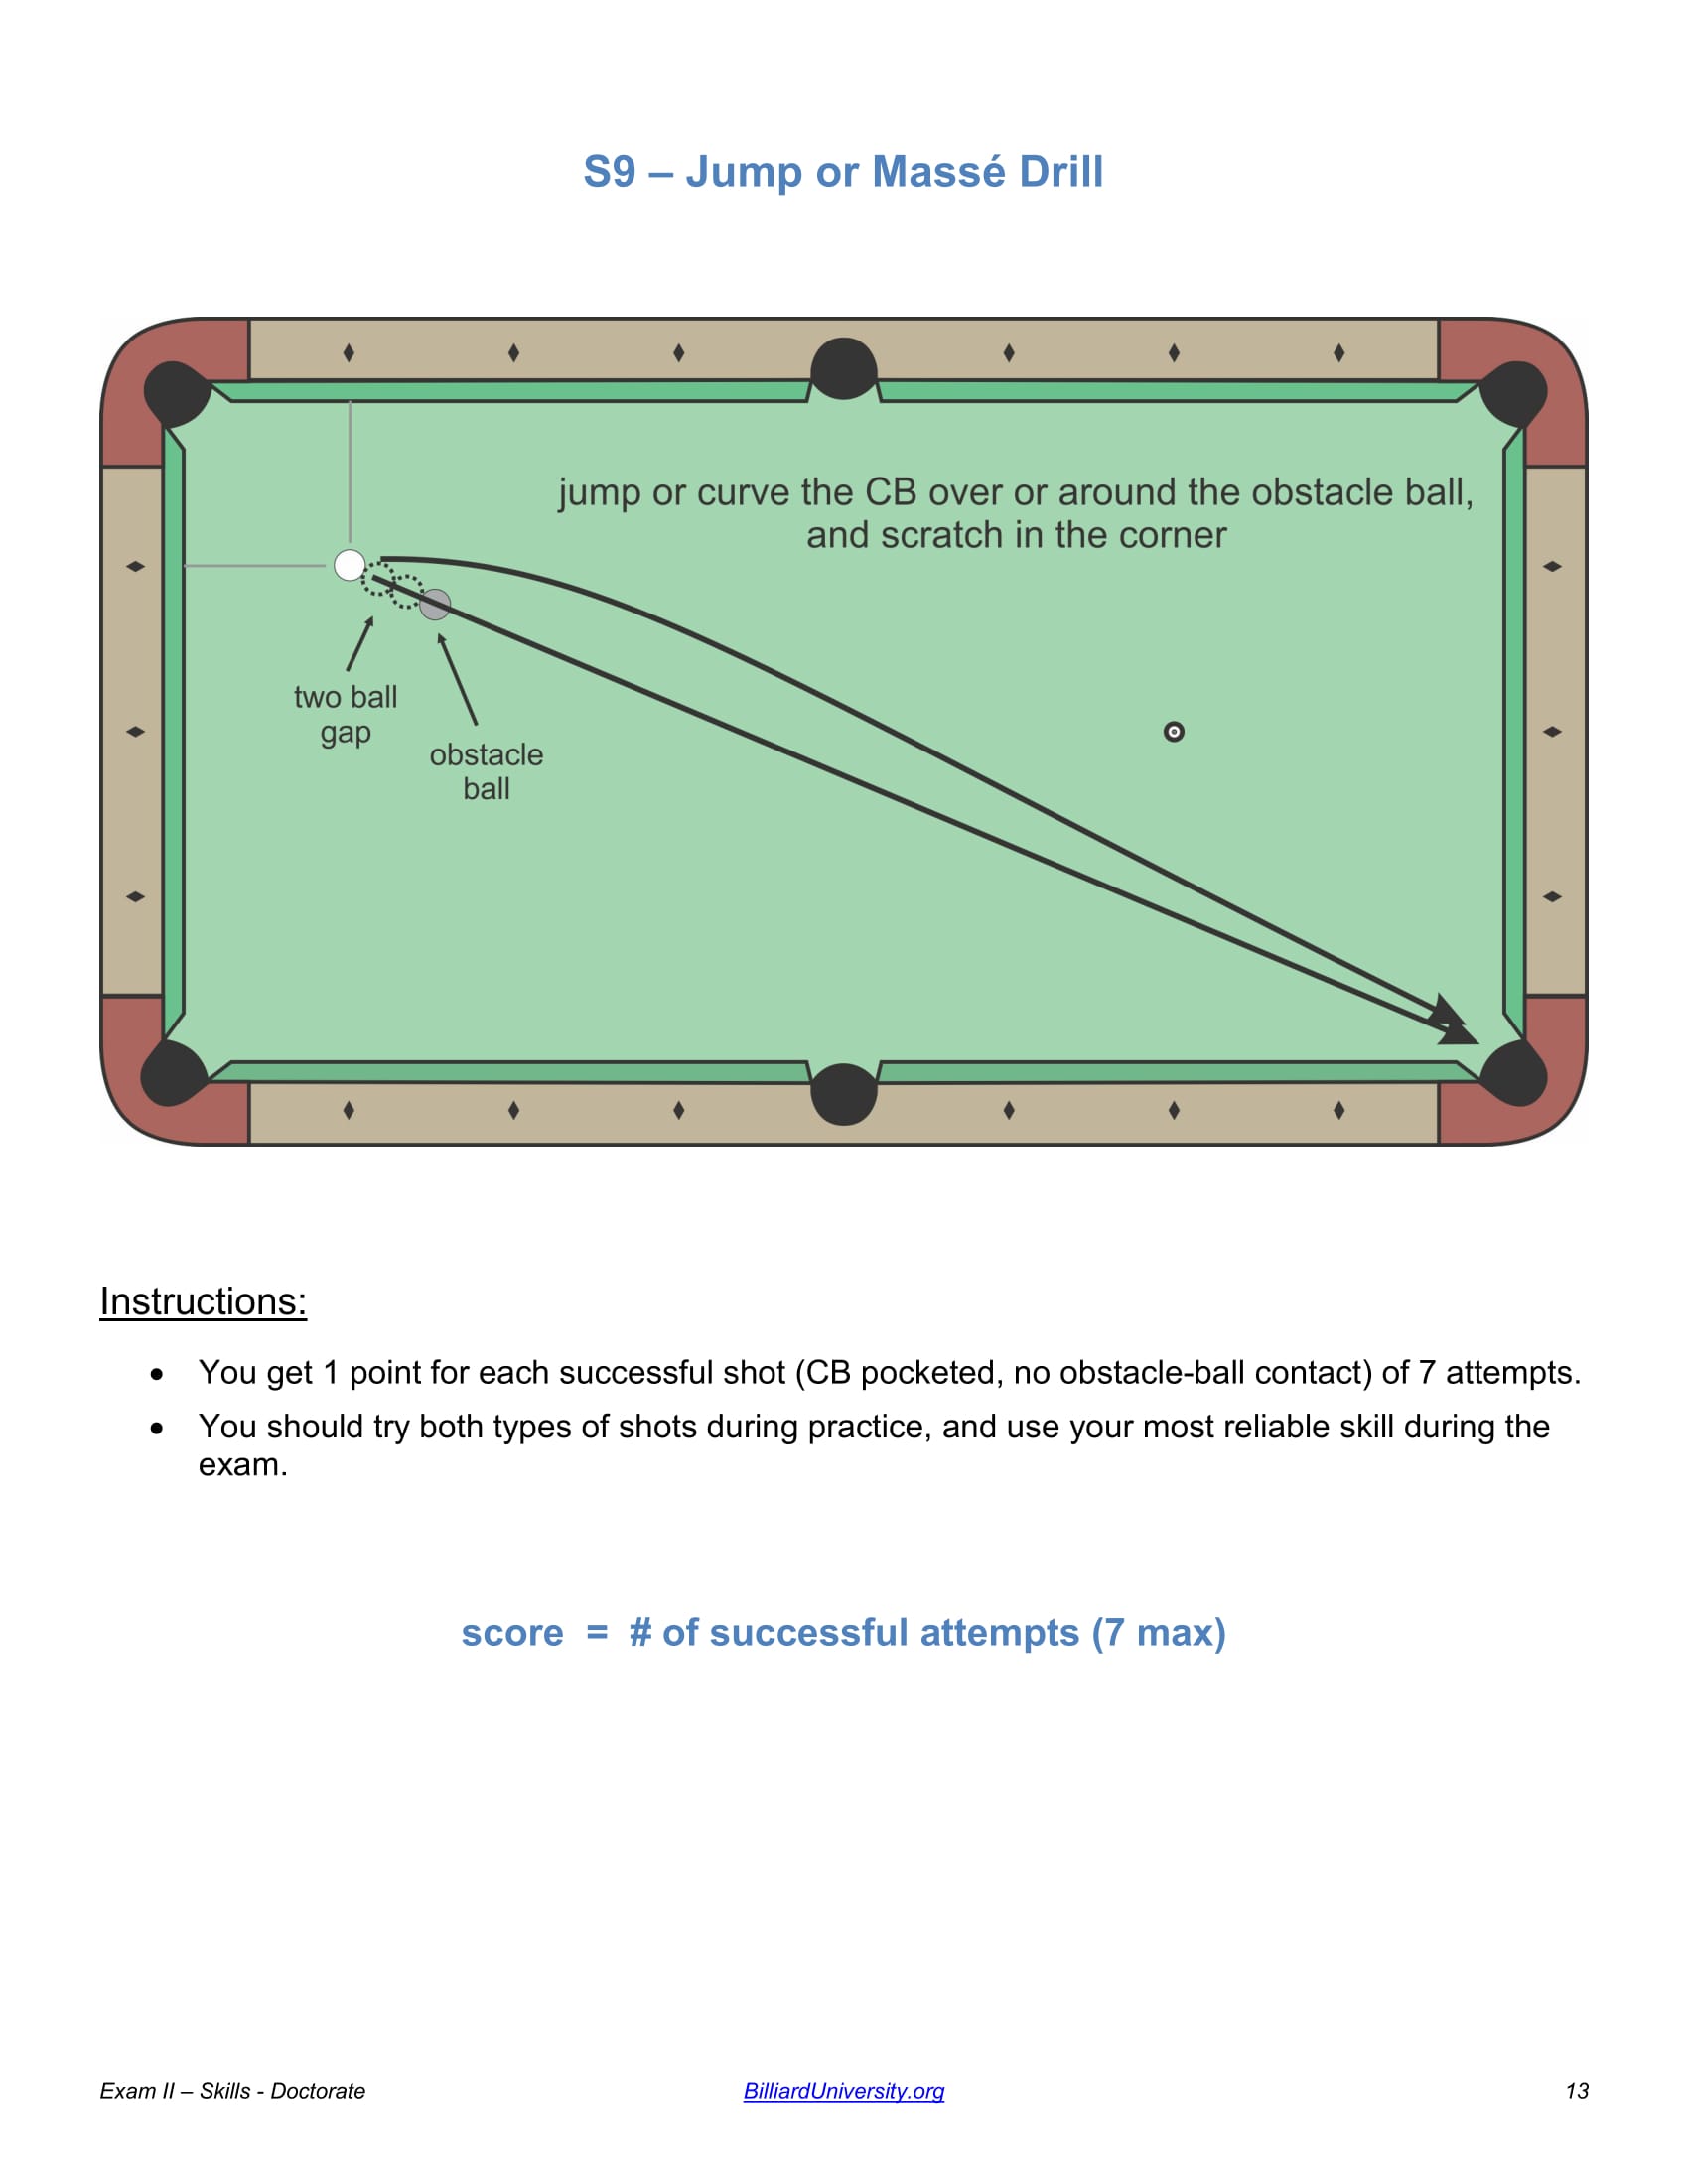 S9 – Jump or Massé Drill
jump or curve the CB over or around the obstacle ball,
and scratch in the corner
two ball
gap
obstacle
ball
Instructions:
• You get 1 point for each successful shot (CB pocketed, no obstacle-ball contact) of 7 attempts.
• You should try both types of shots during practice, and use your most reliable skill during the
exam.
score = # of successful attempts (7 max)
Exam II – Skills - Doctorate BilliardUniversity.org 13